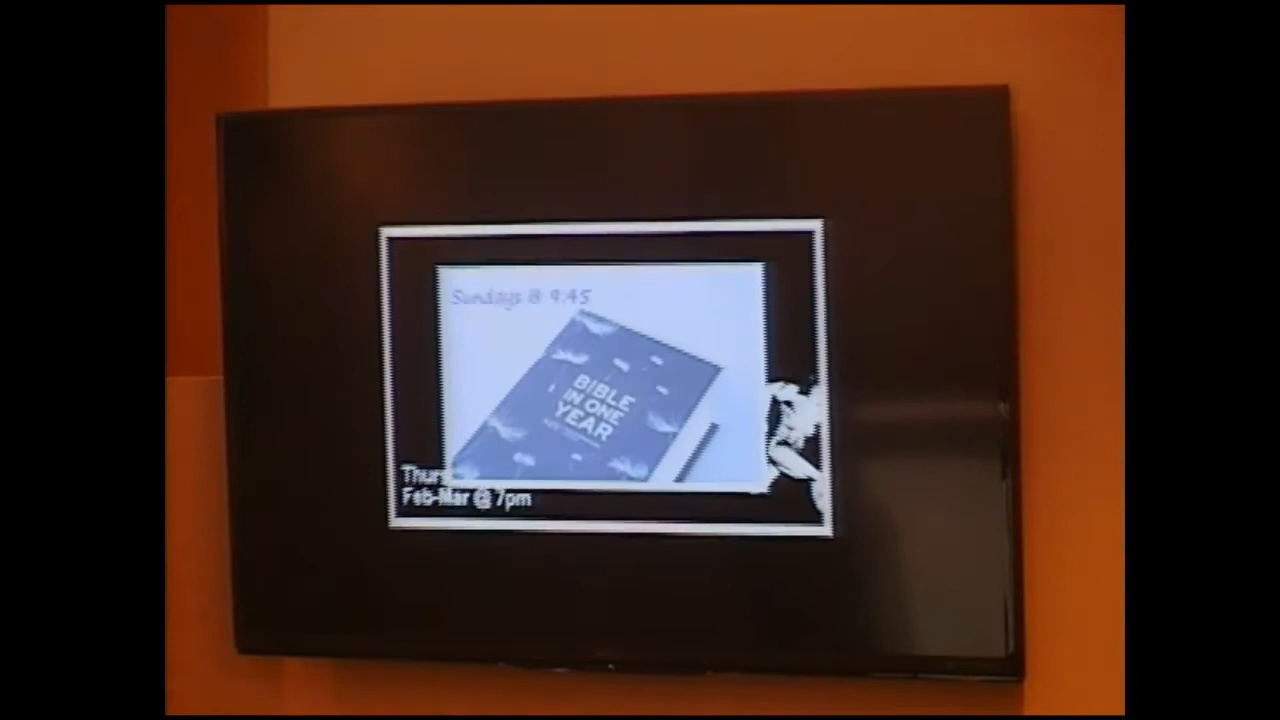 Sundays @ 9:45
BIBLE
IN ONE
YEAR
Thurs
Feb-Mar @ 7pm